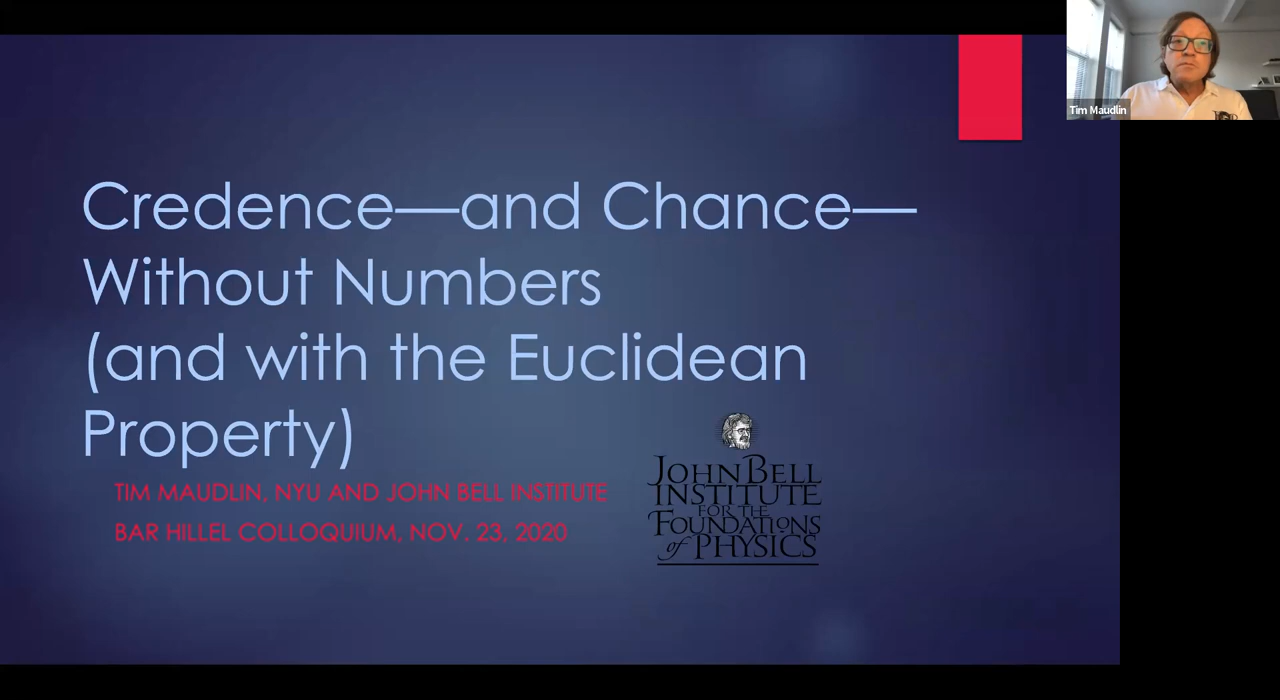 Tim Maudlin
Credence—and Chance—
Without Numbers
(and with the Euclidean
Property)
TIM MAUDLIN, NYU AND JOHN BELL INSTITUTE
BAR HILLEL COLLOQUIUM, NOV. 23, 2020
JOHN BELL
INSTITUTE
FOR THE
FOUNDATIONS
of PHYSICS